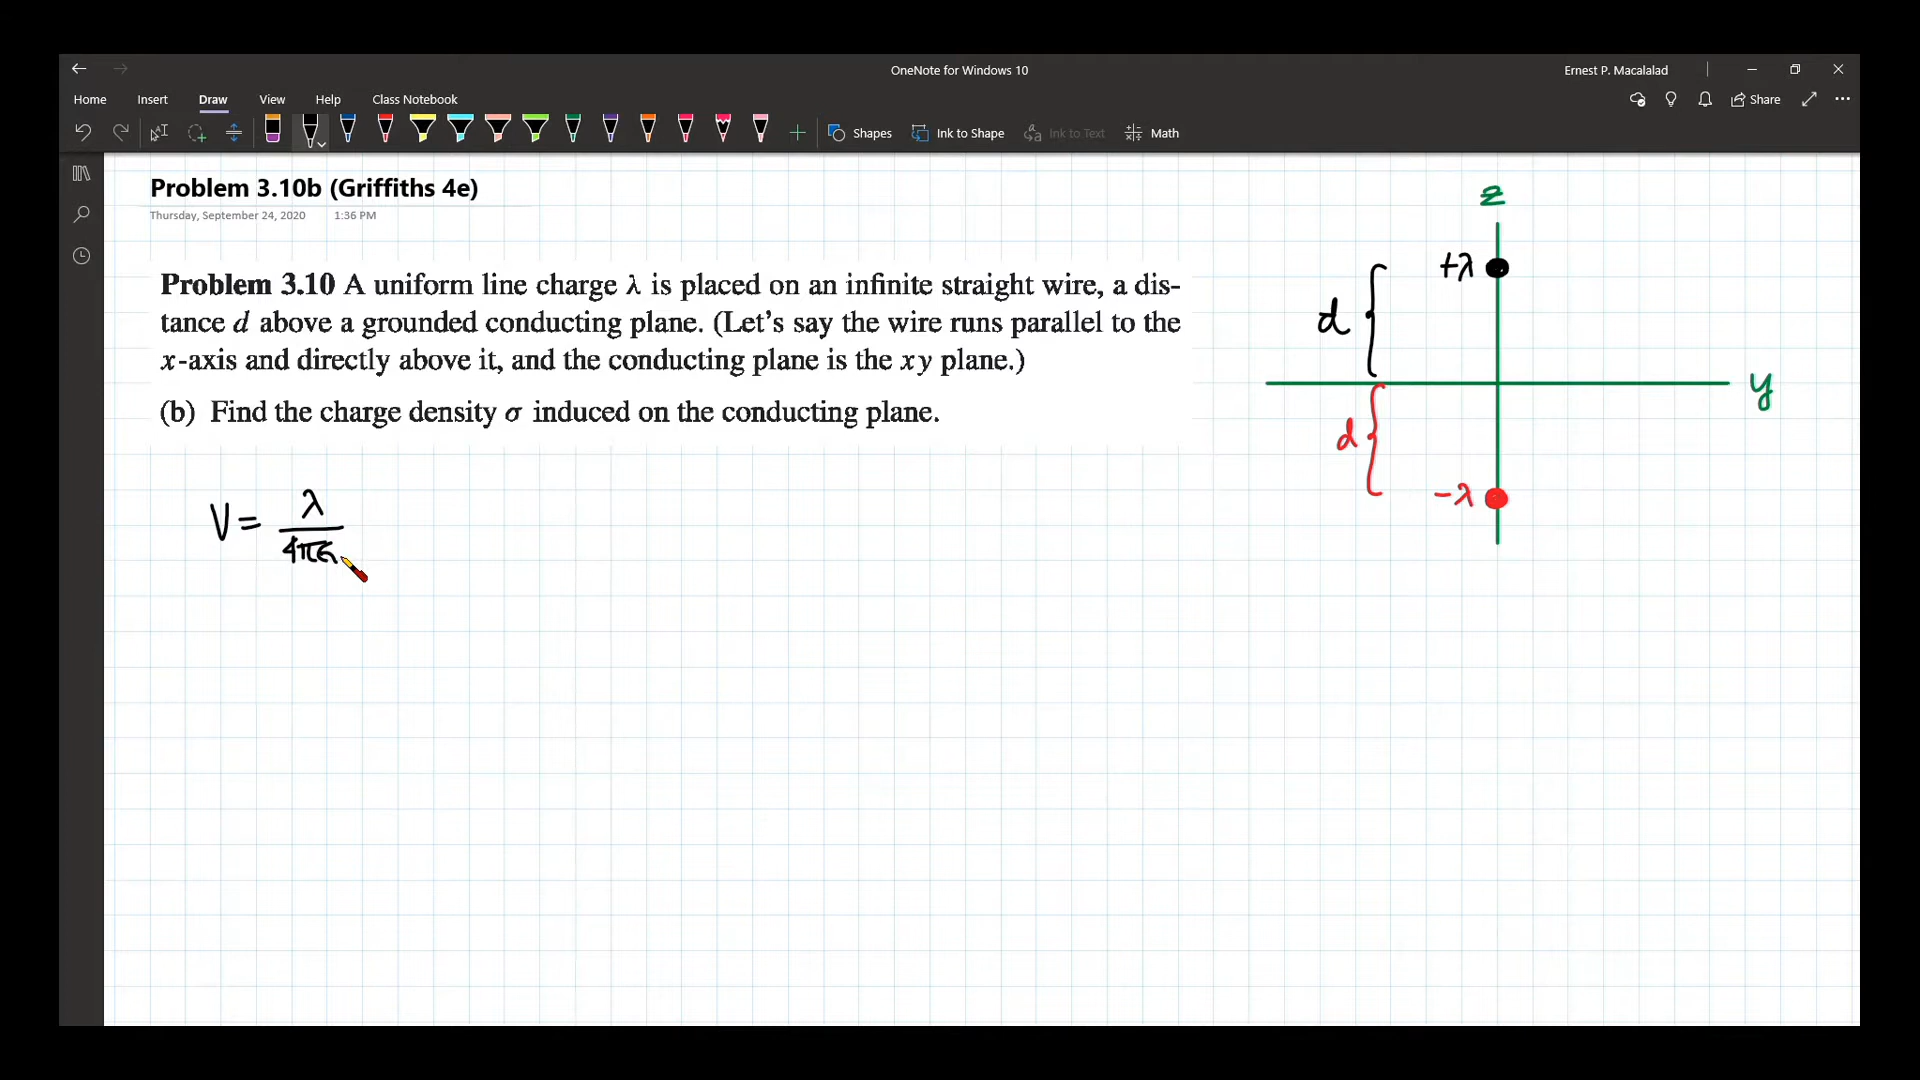 OneNote for Windows 10
Ernest P. Macalalad
Home Insert Draw View Help Class Notebook
Share
Shapes Ink to Shape Ink to Text Math
Problem 3.10b (Griffiths 4e)
Thursday, September 24, 2020 1:36 PM
Problem 3.10 A uniform line charge λ is placed on an infinite straight wire, a dis-
tance d above a grounded conducting plane. (Let's say the wire runs parallel to the
x-axis and directly above it, and the conducting plane is the xy plane.)
(b) Find the charge density σ induced on the conducting plane.
V = λ
4πε
z
+λ
d
y
d
-λ